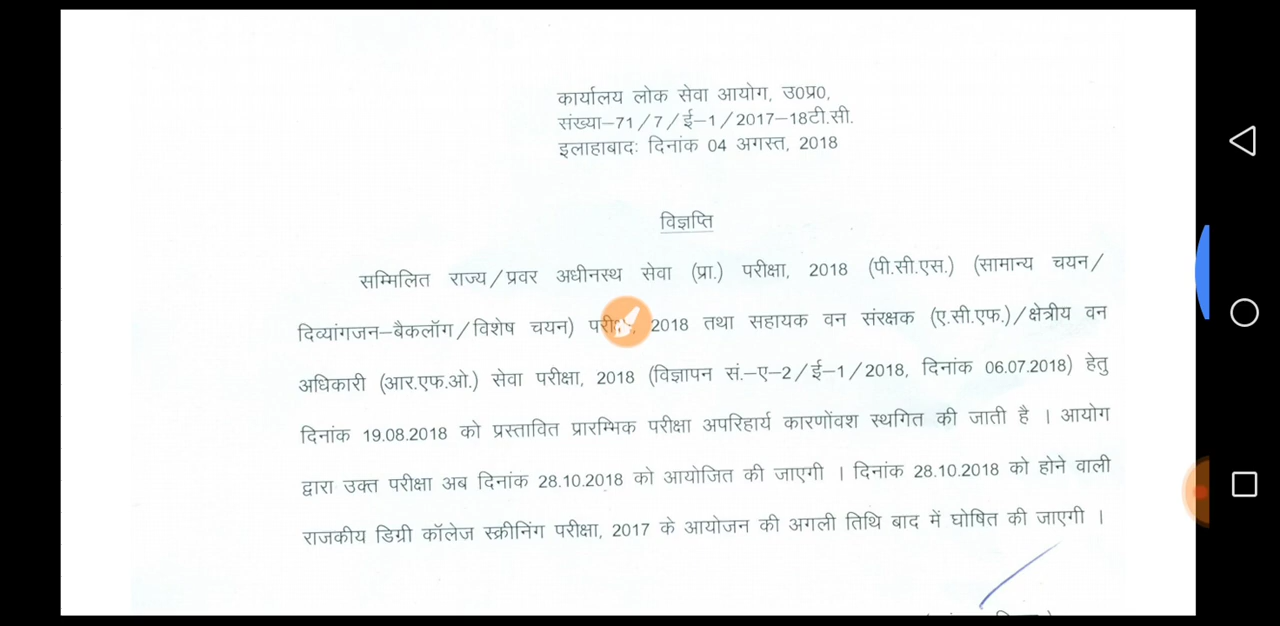 कार्यालय लोक सेवा आयोग, उ0प्र0,
संख्या–71/7/ई–1/2017–18टी.सी.
इलाहाबादः दिनांक 04 अगस्त, 2018
विज्ञप्ति
सम्मिलित राज्य/प्रवर अधीनस्थ सेवा (प्रा.) परीक्षा, 2018 (पी.सी.एस.) (सामान्य चयन/
दिव्यांगजन–बैकलॉग/विशेष चयन) 2018 तथा सहायक वन संरक्षक (ए.सी.एफ.)/क्षेत्रीय वन
अधिकारी (आर.एफ.ओ.) सेवा परीक्षा, 2018 (विज्ञापन सं.–ए–2/ई–1/2018, दिनांक 06.07.2018) हेतु
दिनांक 19.08.2018 को प्रस्तावित प्रारम्भिक परीक्षा अपरिहार्य कारणोंवश स्थगित की जाती है । आयोग
द्वारा उक्त परीक्षा अब दिनांक 28.10.2018 को आयोजित की जाएगी । दिनांक 28.10.2018 को होने वाली
राजकीय डिग्री कॉलेज स्क्रीनिंग परीक्षा, 2017 के आयोजन की अगली तिथि बाद में घोषित की जाएगी ।